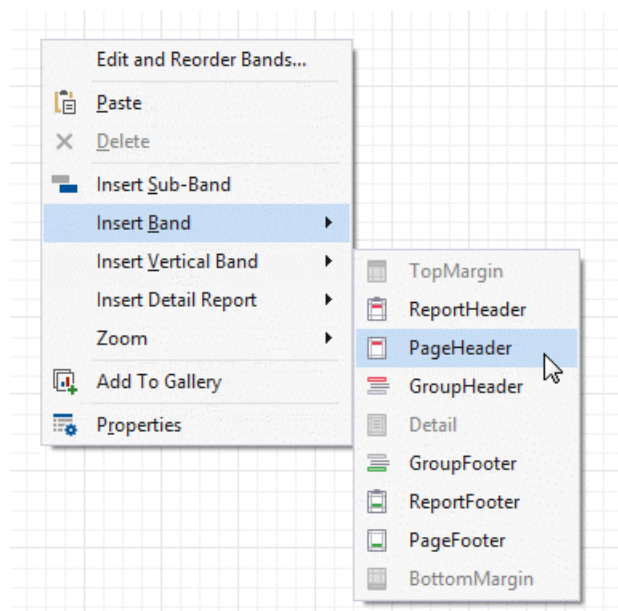 Edit and Reorder Bands...
Paste
Delete
Insert Sub-Band
Insert Band
Insert Vertical Band
Insert Detail Report
Zoom
Add To Gallery
Properties
TopMargin
ReportHeader
PageHeader
GroupHeader
Detail
GroupFooter
ReportFooter
PageFooter
BottomMargin